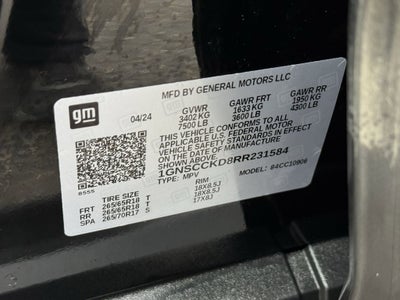 MFD BY GENERAL MOTORS LLC
gm
04/24
GVWR GAWR FRT GAWR RR
3402 KG 1633 KG 1950 KG
7500 LB 3600 LB 4300 LB
THIS VEHICLE CONFORMS TO ALL
APPLICABLE U.S. FEDERAL MOTOR
VEHICLE SAFETY STANDARDS IN EFFECT
ON THE DATE OF MANUFACTURE
SHOWN ABOVE.
1GNSCCKD8RR231584
TYPE: MPV MODEL: 84CC10906
8555
TIRE SIZE RIM
FRT 265/65R18 T 18X8.5J
RR 265/65R18 T 18X8.5J
SPA 265/70R17 S 17X8J